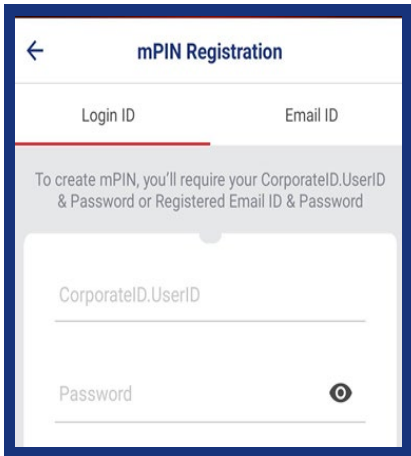 mPIN Registration
Login ID
Email ID
To create mPIN, you'll require your CorporateID.UserID
& Password or Registered Email ID & Password
CorporateID.UserID
Password